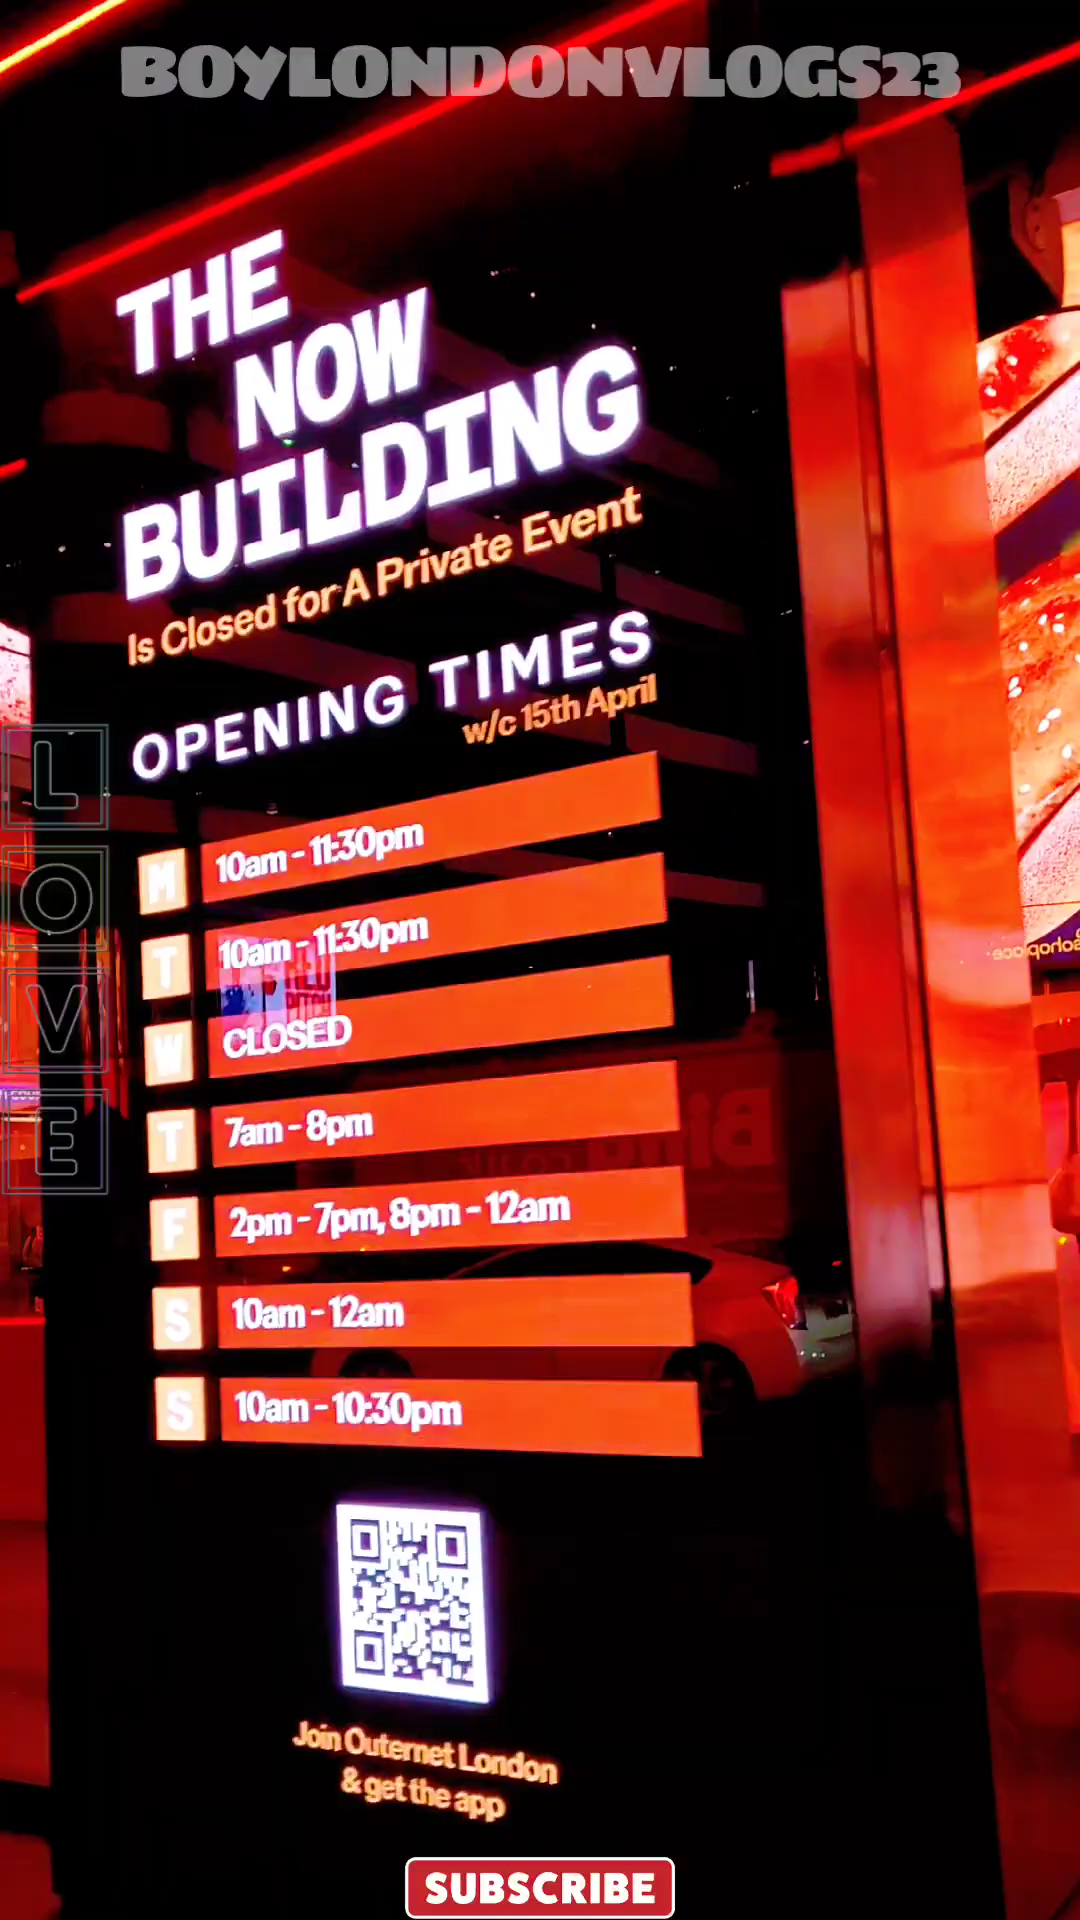 BOYLONDONVLOGS23
THE
NOW
BUILDING
Is Closed for A Private Event
OPENING TIMES
w/c 15th April
M 10am - 11:30pm
T 10am - 11:30pm
W CLOSED
T 7am - 8pm
F 2pm - 7pm, 8pm - 12am
S 10am - 12am
S 10am - 10:30pm
Join Outernet London
& get the app
L
O
V
E
sohoplace
SUBSCRIBE